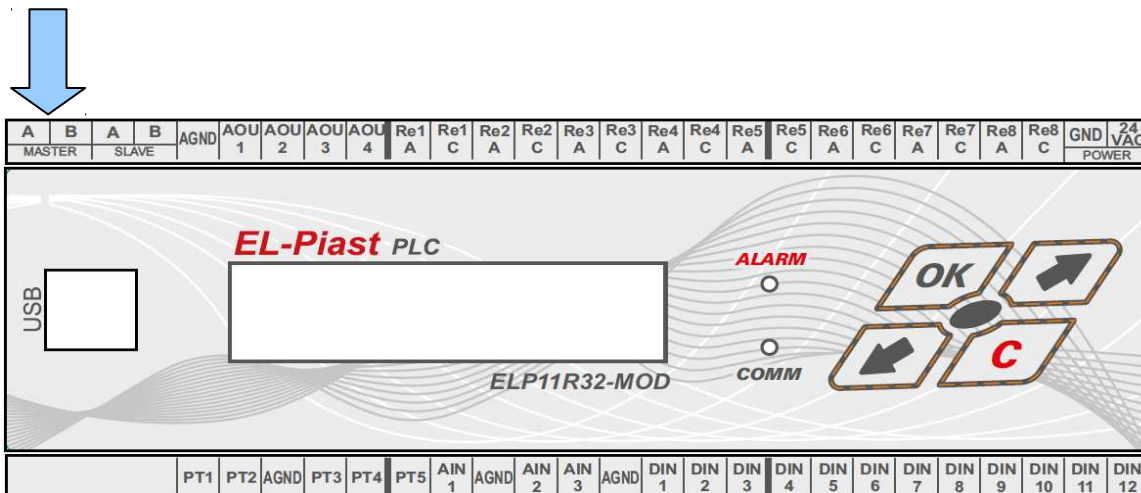 A B A B AGND AOU 1 AOU 2 AOU 3 AOU 4 Re1 A Re1 C Re2 A Re2 C Re3 A Re3 C Re4 A Re4 C Re5 A Re5 C Re6 A Re6 C Re7 A Re7 C Re8 A Re8 C GND 24 VAC
MASTER SLAVE POWER
EL-Piast PLC
ALARM
OK
USB
C
COMM
ELP11R32-MOD
PT1 PT2 AGND PT3 PT4 PT5 AIN 1 AGND AIN 2 AIN 3 AGND DIN 1 DIN 2 DIN 3 DIN 4 DIN 5 DIN 6 DIN 7 DIN 8 DIN 9 DIN 10 DIN 11 DIN 12